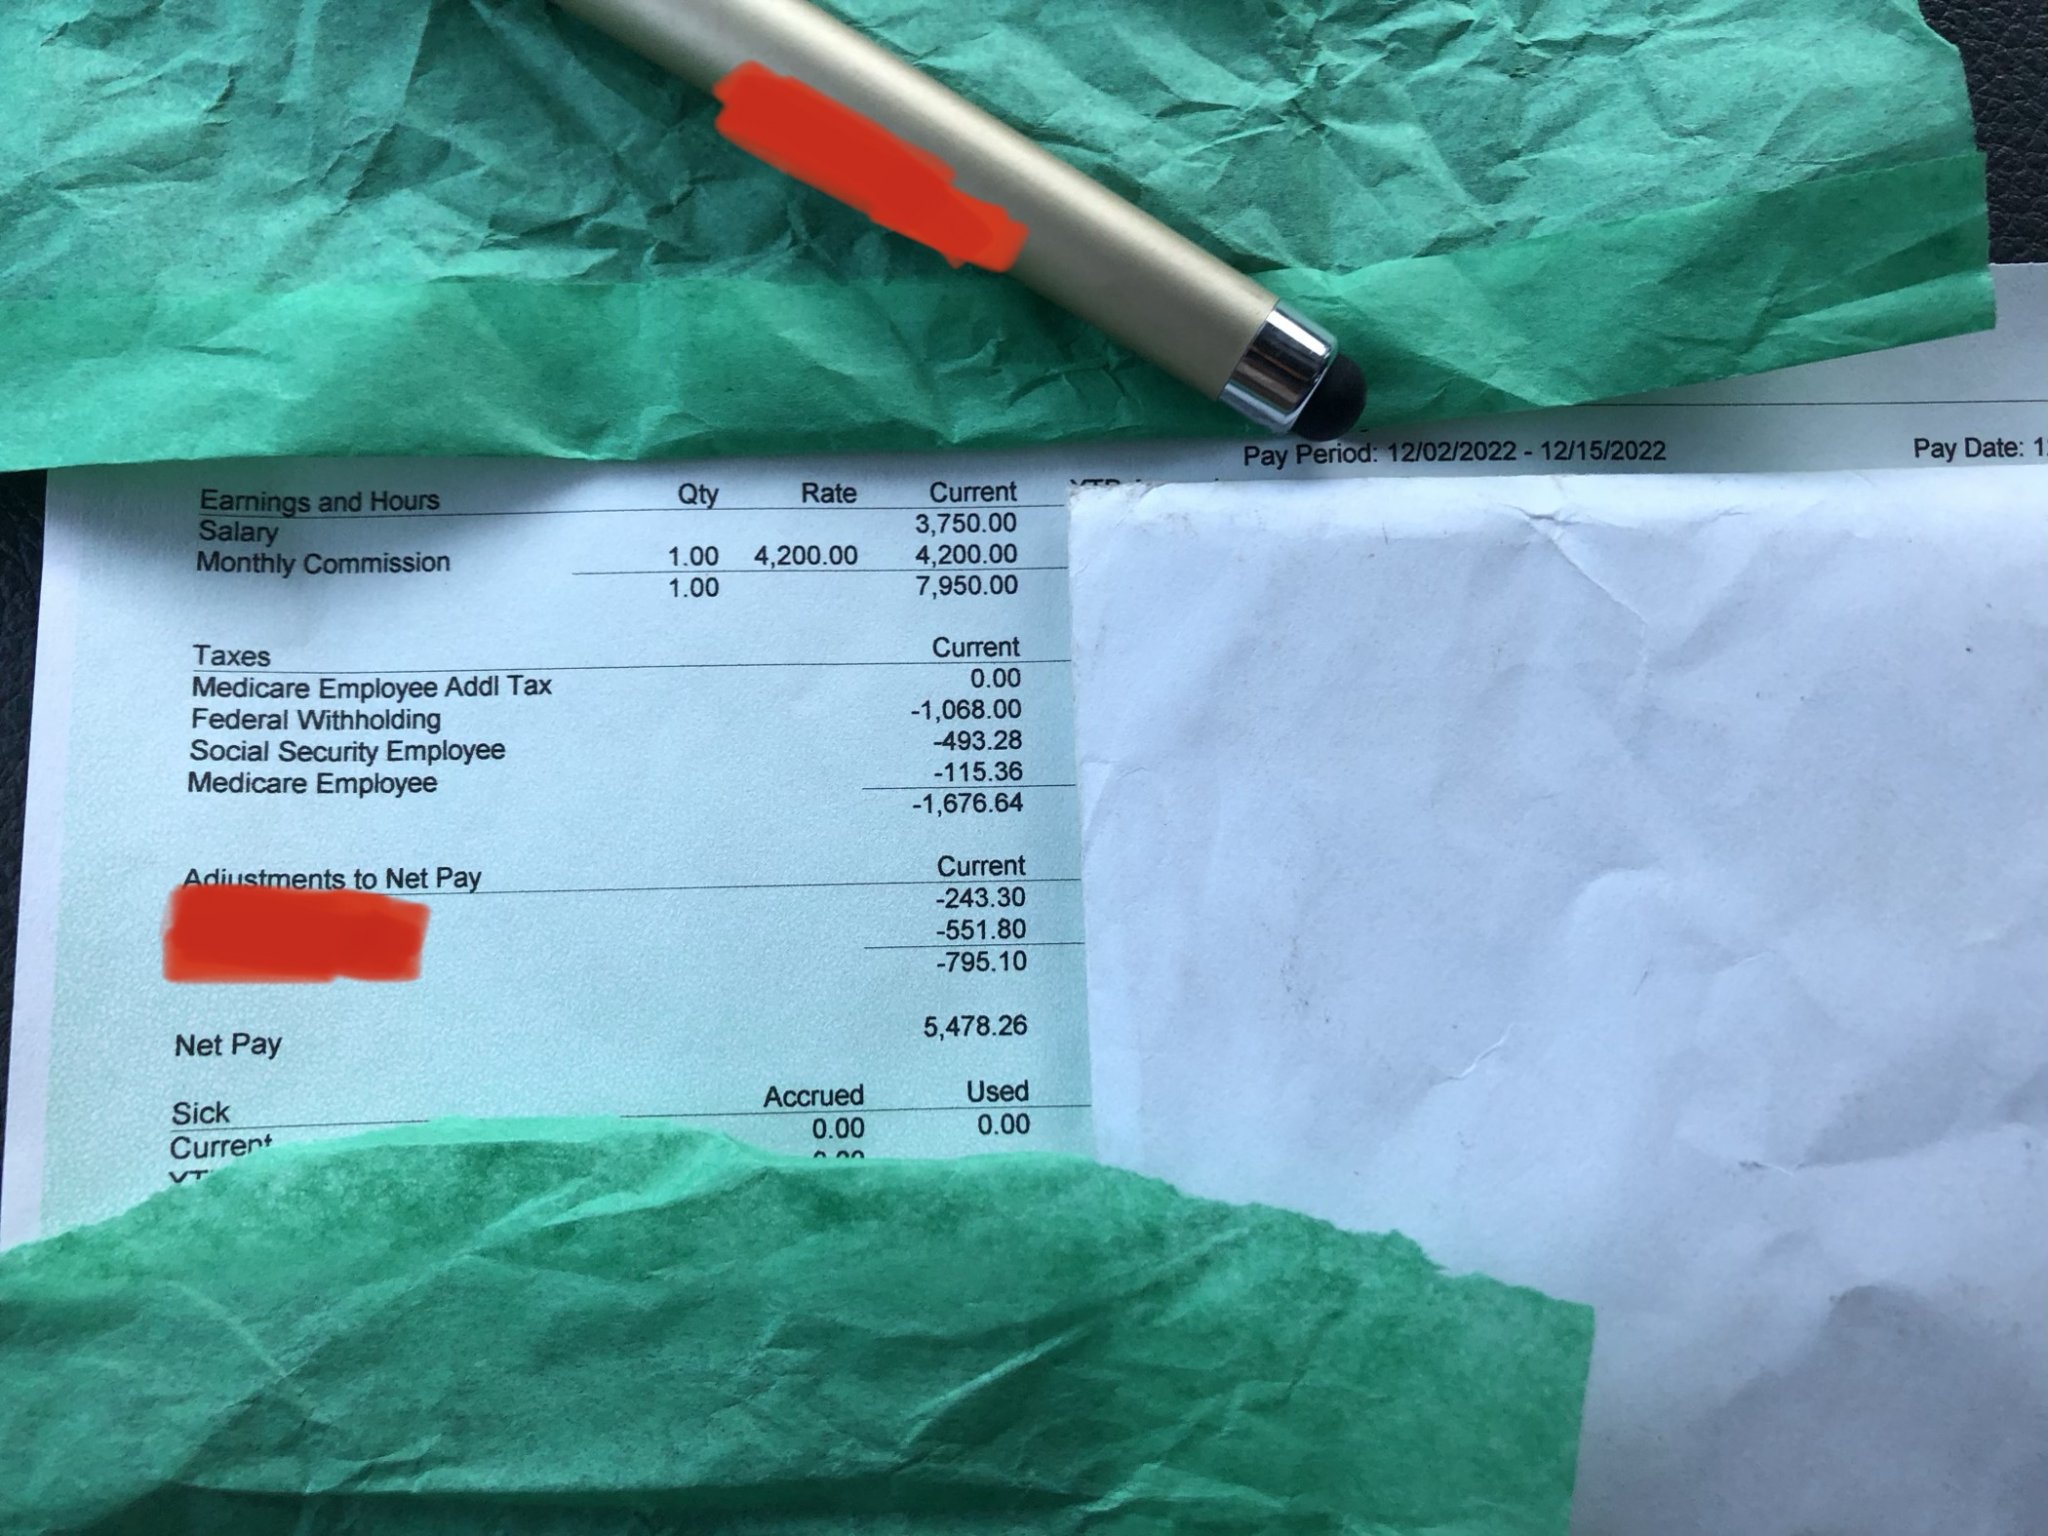 Pay Period: 12/02/2022 - 12/15/2022 Pay Date:
Earnings and Hours Qty Rate Current
Salary 3,750.00
Monthly Commission 1.00 4,200.00 4,200.00
1.00 7,950.00
Taxes Current
Medicare Employee Addl Tax 0.00
Federal Withholding -1,068.00
Social Security Employee -493.28
Medicare Employee -115.36
-1,676.64
Adjustments to Net Pay Current
-243.30
-551.80
-795.10
Net Pay 5,478.26
Sick Accrued Used
Current 0.00 0.00